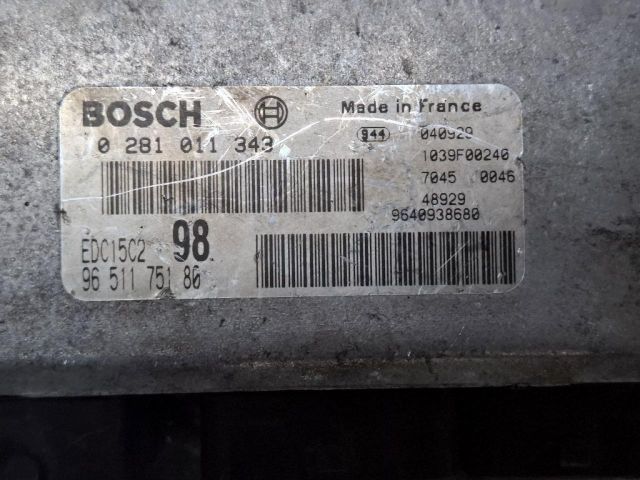 BOSCH Made in France
0 281 011 343 944 040929
1039F00240
7045 0046
48929
9640938680
EDC15C2 98
96 511 751 80